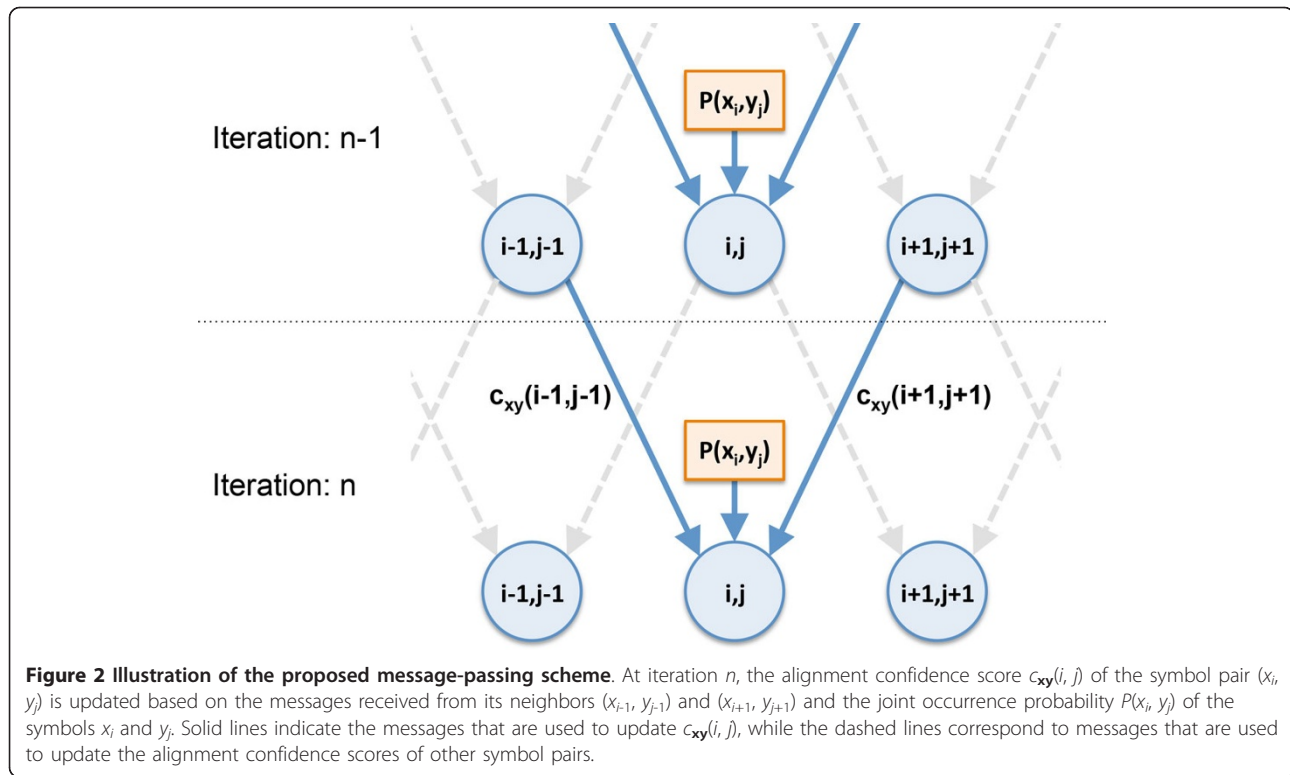 P(xᵢ,yⱼ)
Iteration: n-1
i-1,j-1
i,j
i+1,j+1
c_xy(i-1,j-1)
c_xy(i+1,j+1)
P(xᵢ,yⱼ)
Iteration: n
i-1,j-1
i,j
i+1,j+1
Figure 2 Illustration of the proposed message-passing scheme. At iteration n, the alignment confidence score c_xy(i, j) of the symbol pair (xᵢ,
yⱼ) is updated based on the messages received from its neighbors (xᵢ₋₁, yⱼ₋₁) and (xᵢ₊₁, yⱼ₊₁) and the joint occurrence probability P(xᵢ, yⱼ) of the
symbols xᵢ and yⱼ. Solid lines indicate the messages that are used to update c_xy(i, j), while the dashed lines correspond to messages that are used
to update the alignment confidence scores of other symbol pairs.